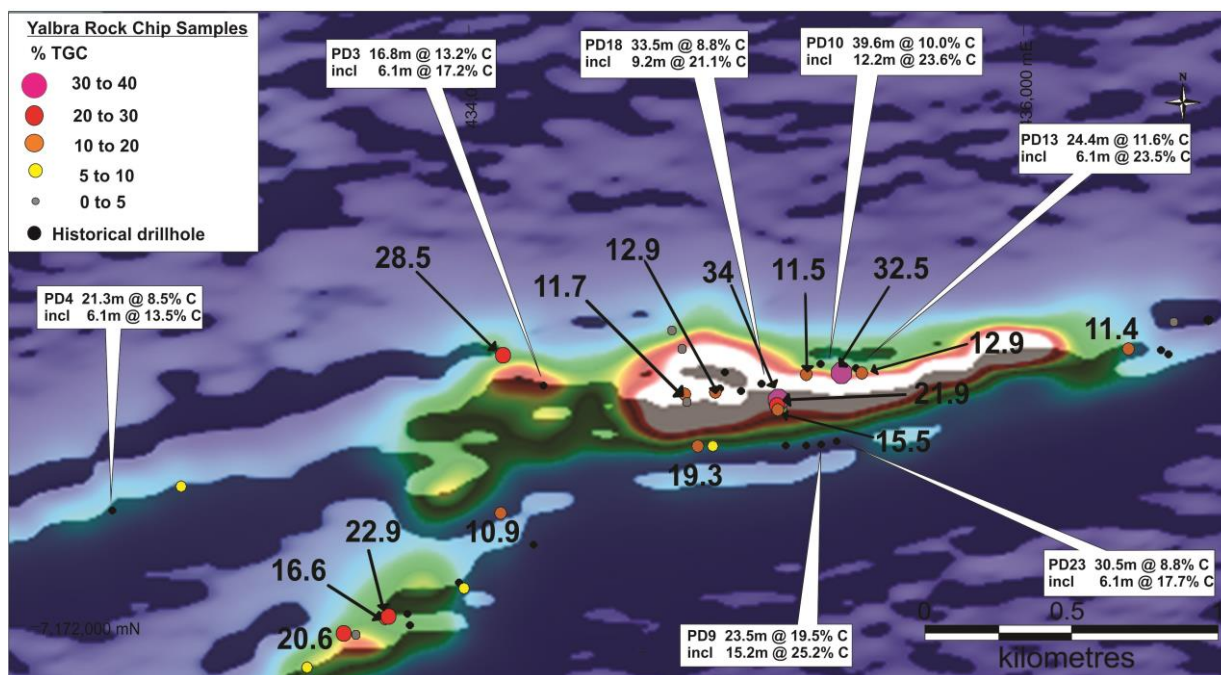 Yalbra Rock Chip Samples
% TGC
30 to 40
20 to 30
10 to 20
5 to 10
0 to 5
Historical drillhole
PD3 16.8m @ 13.2% C
incl 6.1m @ 17.2% C
PD18 33.5m @ 8.8% C
incl 9.2m @ 21.1% C
PD10 39.6m @ 10.0% C
incl 12.2m @ 23.6% C
436,000 mE
N
PD13 24.4m @ 11.6% C
incl 6.1m @ 23.5% C
PD4 21.3m @ 8.5% C
incl 6.1m @ 13.5% C
28.5
11.7
12.9
34
11.5
32.5
12.9
11.4
21.9
15.5
19.3
10.9
22.9
16.6
20.6
7,172,000 mN
PD9 23.5m @ 19.5% C
incl 15.2m @ 25.2% C
PD23 30.5m @ 8.8% C
incl 6.1m @ 17.7% C
0 0.5 1
kilometres